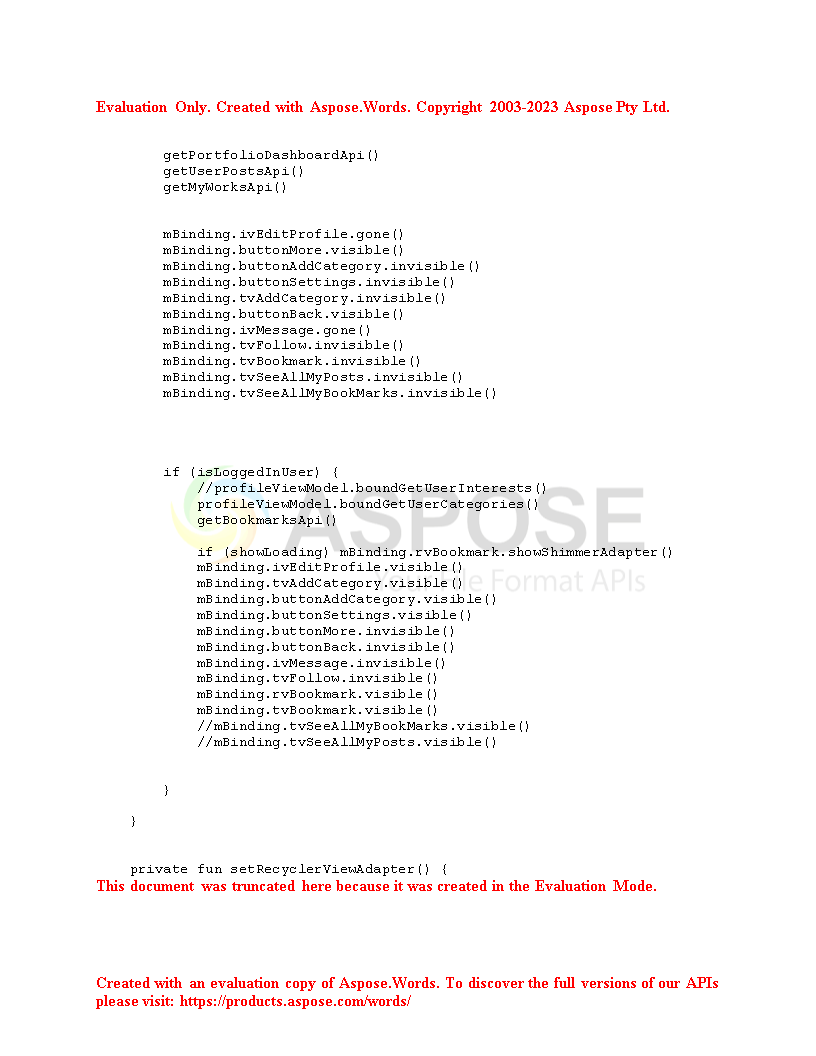 Evaluation Only. Created with Aspose.Words. Copyright 2003-2023 Aspose Pty Ltd.
getPortfolioDashboardApi()
getUserPostsApi()
getMyWorksApi()
mBinding.ivEditProfile.gone()
mBinding.buttonMore.visible()
mBinding.buttonAddCategory.invisible()
mBinding.buttonSettings.invisible()
mBinding.tvAddCategory.invisible()
mBinding.buttonBack.visible()
mBinding.ivMessage.gone()
mBinding.tvFollow.invisible()
mBinding.tvBookmark.invisible()
mBinding.tvSeeAllMyPosts.invisible()
mBinding.tvSeeAllMyBookMarks.invisible()
if (isLoggedInUser) {
//profileViewModel.boundGetUserInterests()
profileViewModel.boundGetUserCategories()
getBookmarksApi()
ASPOSE
if (showLoading) mBinding.rvBookmark.showShimmerAdapter()
mBinding.ivEditProfile.visible()
mBinding.tvAddCategory.visible()
Format APIs
mBinding.buttonAddCategory.visible()
mBinding.buttonSettings.visible()
mBinding.buttonMore.invisible()
mBinding.buttonBack.invisible()
mBinding.ivMessage.invisible()
mBinding.tvFollow.invisible()
mBinding.rvBookmark.visible()
mBinding.tvBookmark.visible()
//mBinding.tvSeeAllMyBookMarks.visible()
//mBinding.tvSeeAllMyPosts.visible()
}
}
private fun setRecyclerViewAdapter() {
This document was truncated here because it was created in the Evaluation Mode.
Created with an evaluation copy of Aspose.Words. To discover the full versions of our APIs
please visit: https://products.aspose.com/words/